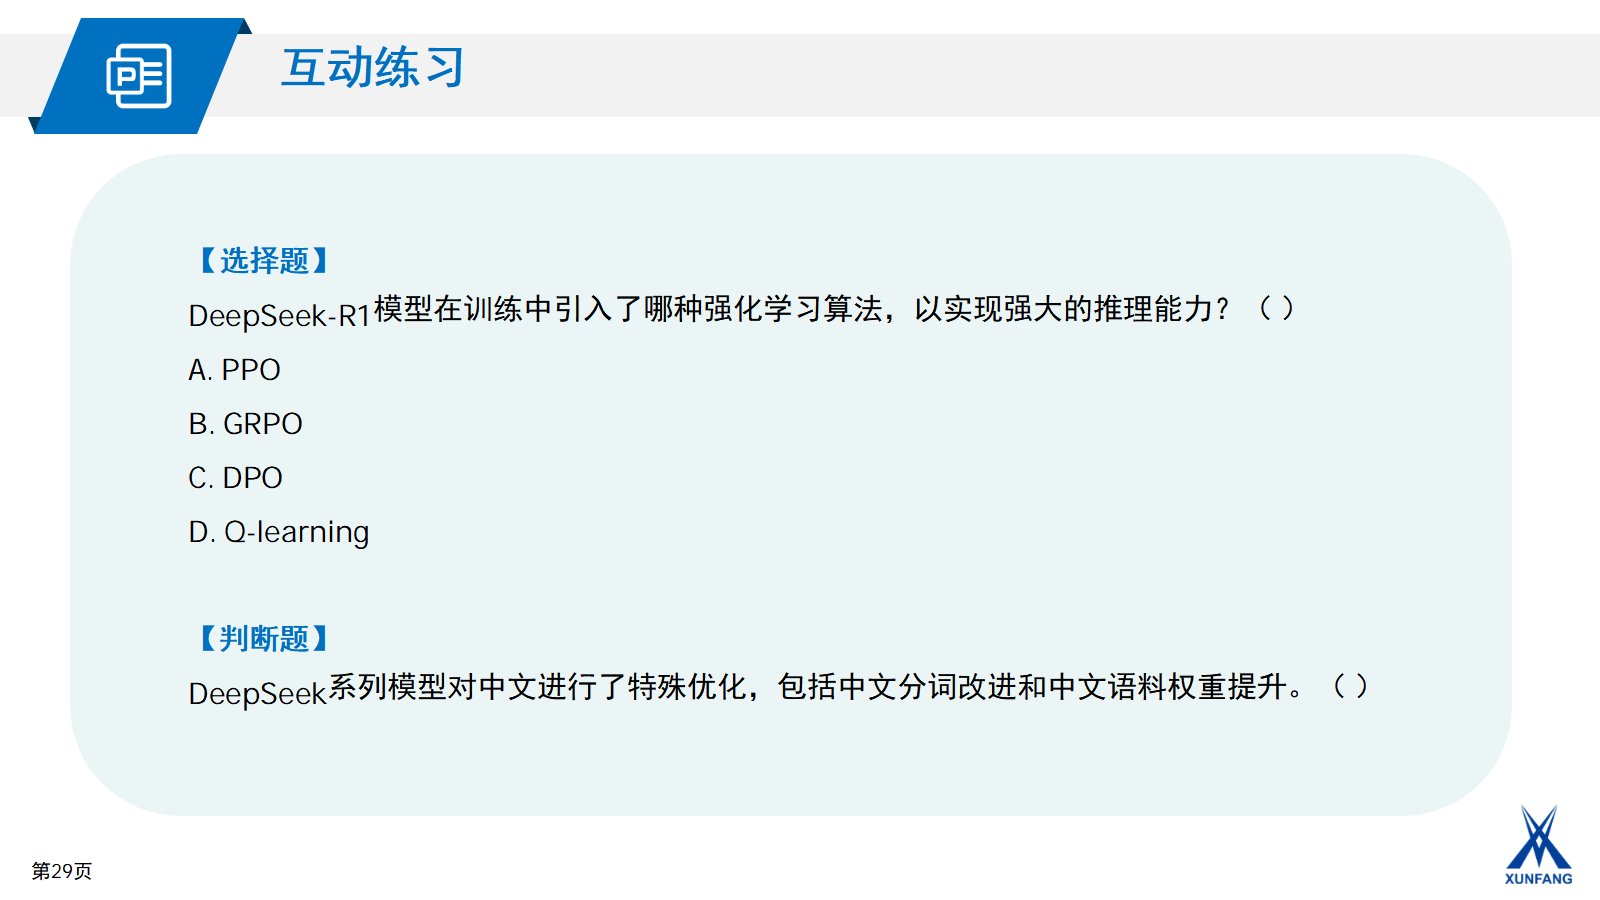 互动练习
【选择题】
DeepSeek-R1模型在训练中引入了哪种强化学习算法，以实现强大的推理能力？（ ）
A. PPO
B. GRPO
C. DPO
D. Q-learning
【判断题】
DeepSeek系列模型对中文进行了特殊优化，包括中文分词改进和中文语料权重提升。（ ）
第29页
XUNFANG